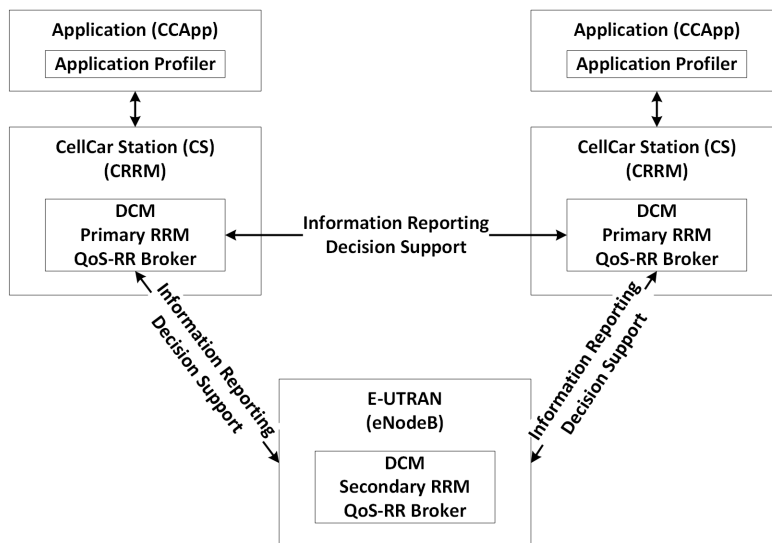 Application (CCApp)
Application Profiler
Application (CCApp)
Application Profiler
CellCar Station (CS)
(CRRM)
DCM
Primary RRM
QoS-RR Broker
Information Reporting
Decision Support
CellCar Station (CS)
(CRRM)
DCM
Primary RRM
QoS-RR Broker
Information Reporting
Decision Support
Information Reporting
Decision Support
E-UTRAN
(eNodeB)
DCM
Secondary RRM
QoS-RR Broker